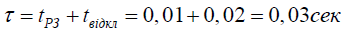 τ = t_РЗ + t_відкл = 0,01+0,02 = 0,03сек